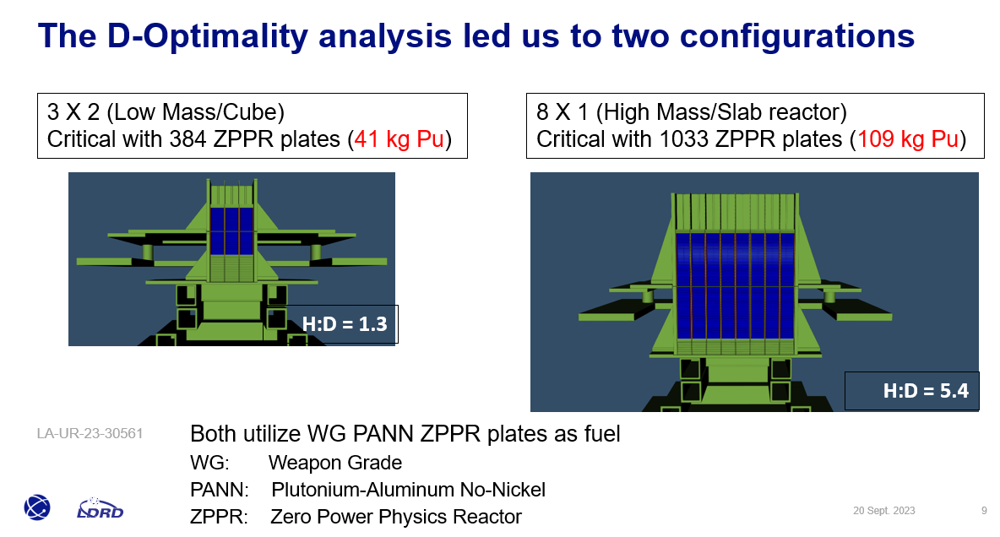 The D-Optimality analysis led us to two configurations
3 X 2 (Low Mass/Cube)
Critical with 384 ZPPR plates (41 kg Pu)
8 X 1 (High Mass/Slab reactor)
Critical with 1033 ZPPR plates (109 kg Pu)
H:D = 1.3
H:D = 5.4
LA-UR-23-30561
Both utilize WG PANN ZPPR plates as fuel
WG: Weapon Grade
PANN: Plutonium-Aluminum No-Nickel
ZPPR: Zero Power Physics Reactor
LDRD
20 Sept. 2023
9